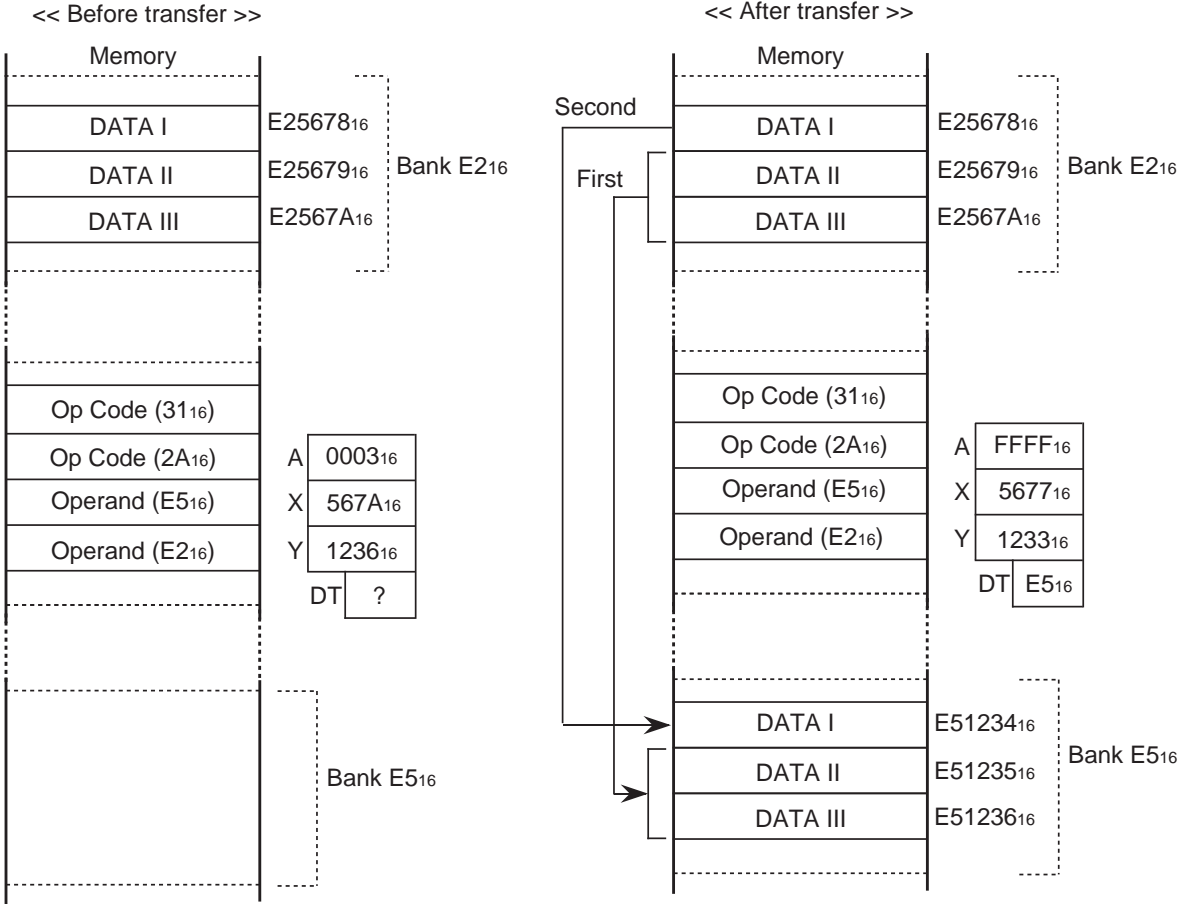 << Before transfer >>
Memory
DATA I E2567816
DATA II E2567916
DATA III E2567A16
Bank E216
Op Code (3116)
Op Code (2A16)
Operand (E516)
Operand (E216)
A 000316
X 567A16
Y 123616
DT ?
Bank E516
<< After transfer >>
Memory
Second
First
DATA I E2567816
DATA II E2567916
DATA III E2567A16
Bank E216
Op Code (3116)
Op Code (2A16)
Operand (E516)
Operand (E216)
A FFFF16
X 567716
Y 123316
DT E516
DATA I E5123416
DATA II E5123516
DATA III E5123616
Bank E516